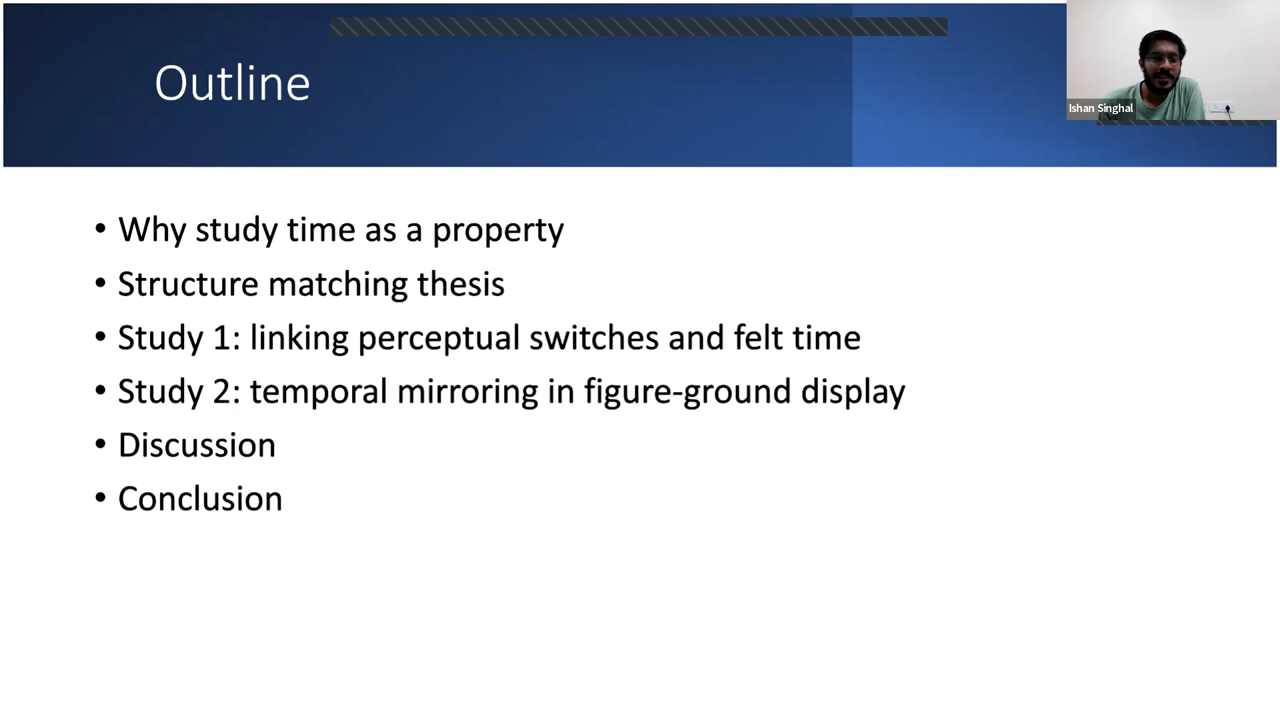 Outline
Ishan Singhal
• Why study time as a property
• Structure matching thesis
• Study 1: linking perceptual switches and felt time
• Study 2: temporal mirroring in figure-ground display
• Discussion
• Conclusion